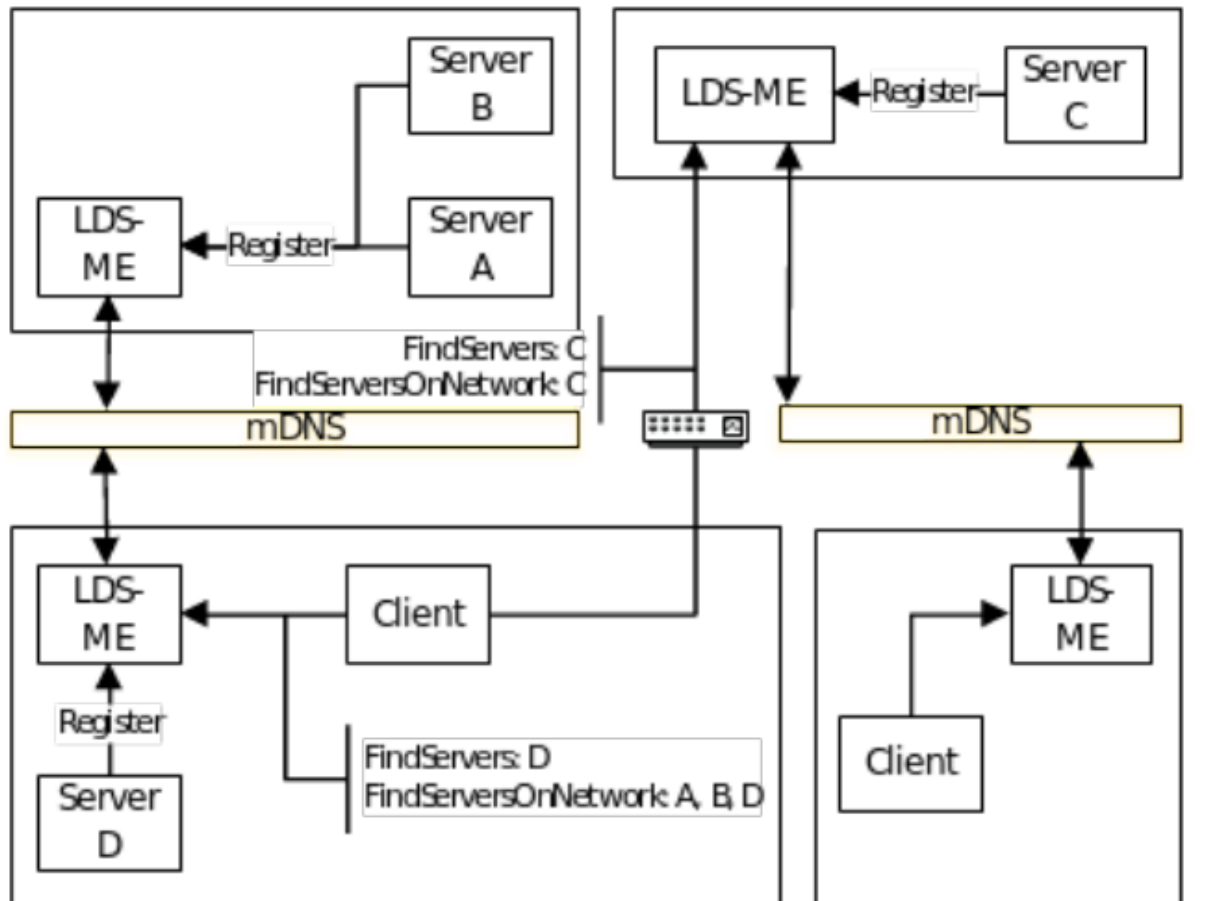 Server
B
LDS-ME
Register
Server
C
LDS-
ME
Register
Server
A
FindServers: C
FindServersOnNetwork: C
mDNS
mDNS
LDS-
ME
Client
LDS-
ME
Register
Client
FindServers: D
FindServersOnNetwork: A, B, D
Server
D